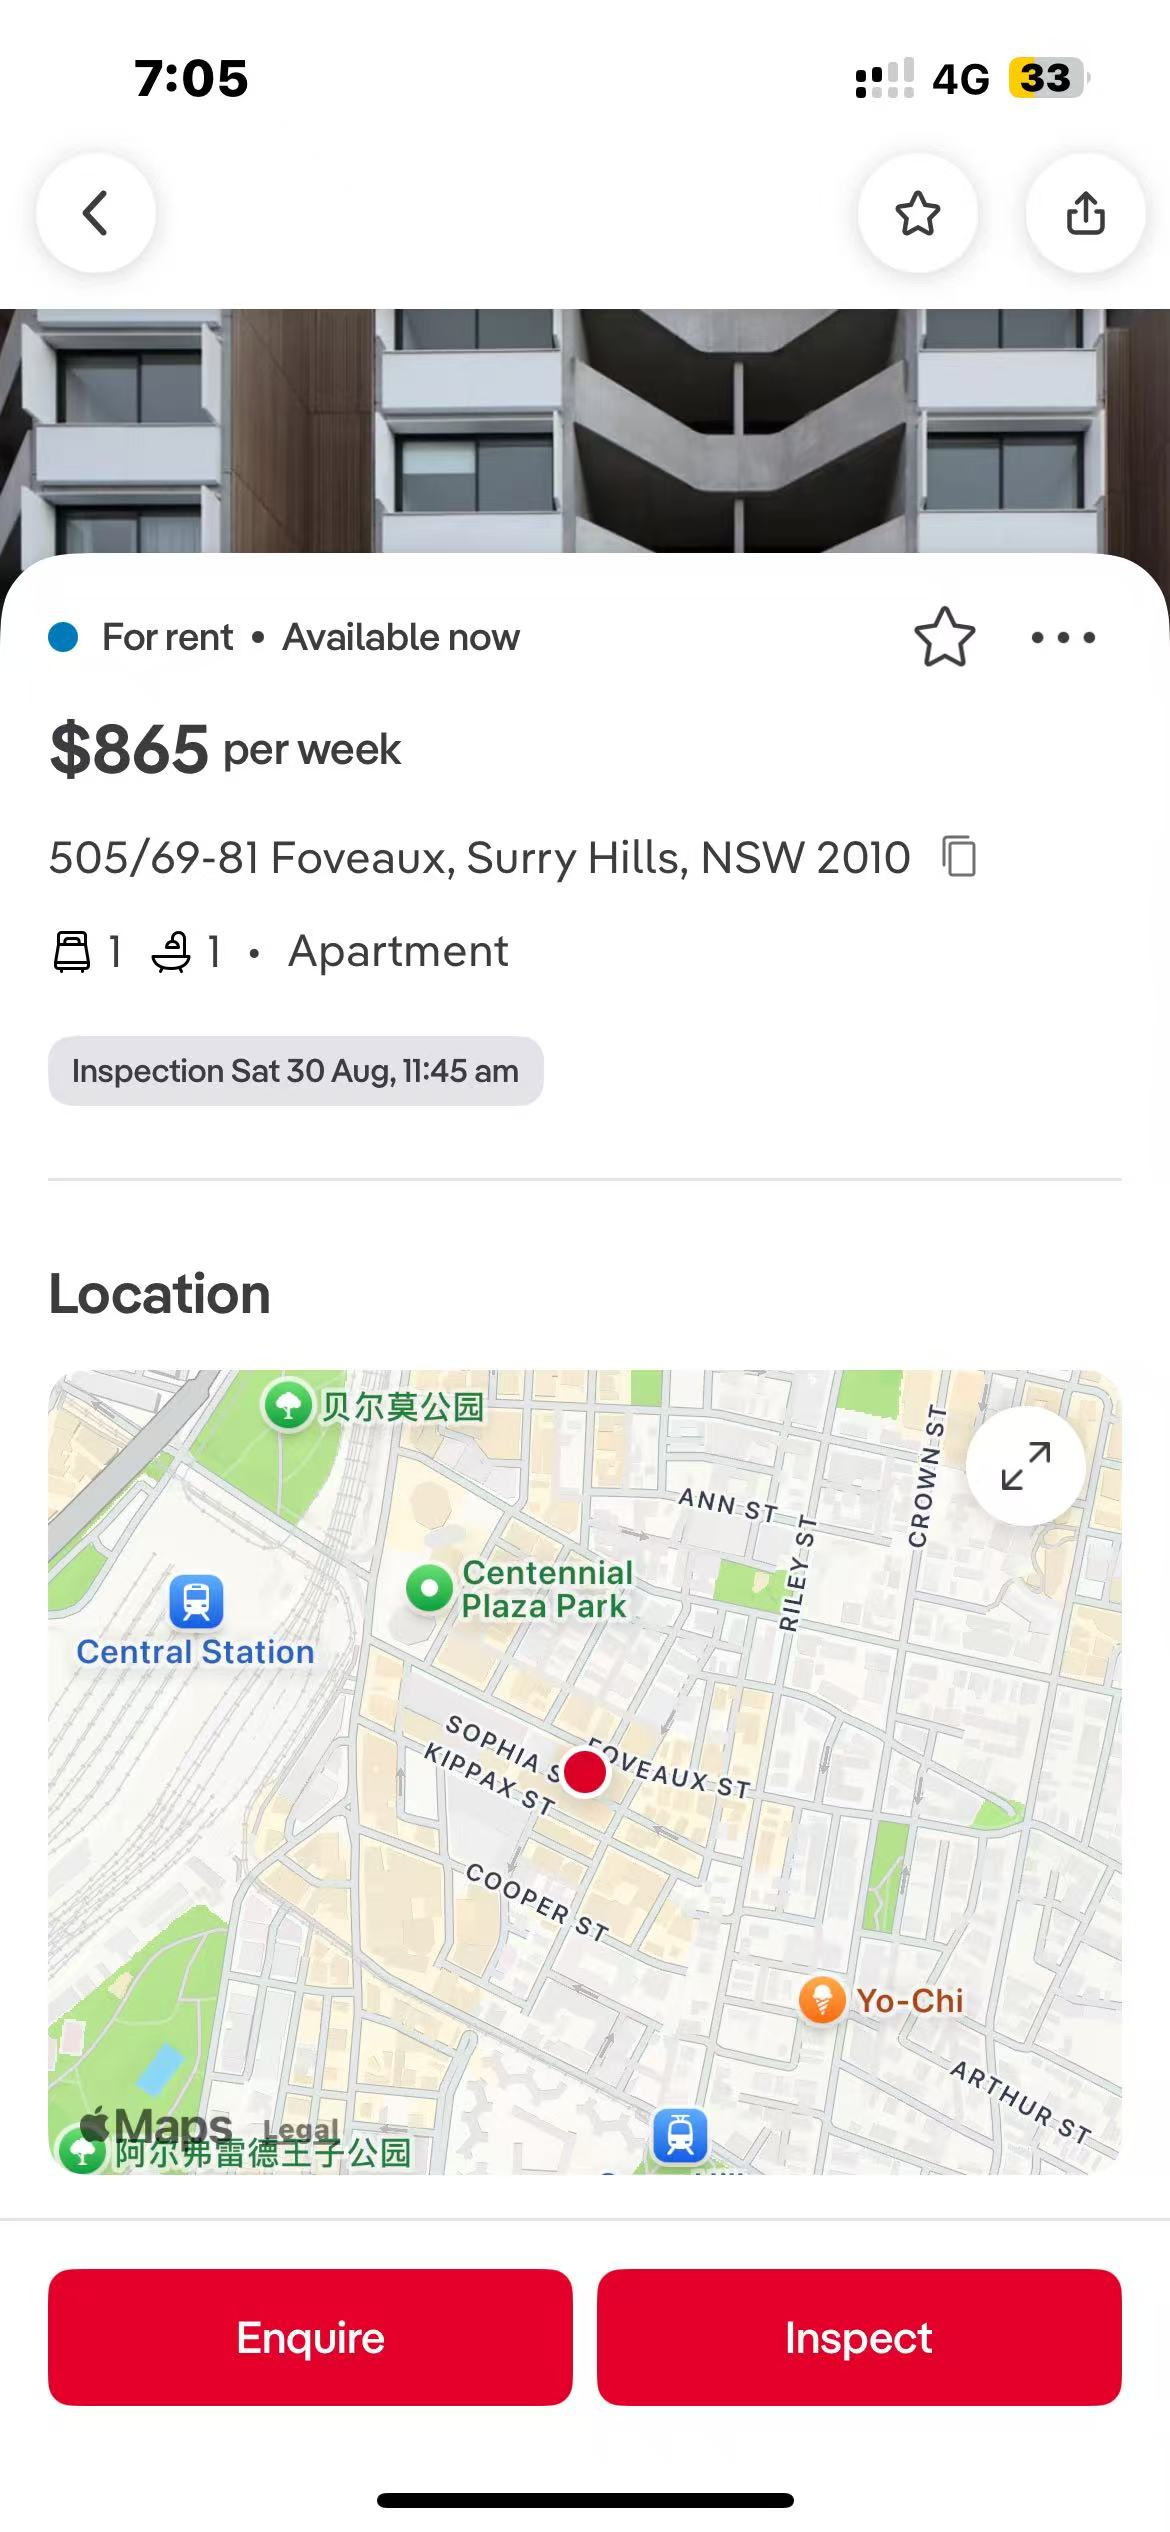 7:05
4G 33
For rent • Available now
$865 per week
505/69-81 Foveaux, Surry Hills, NSW 2010
1 1 • Apartment
Inspection Sat 30 Aug, 11:45 am
Location
贝尔莫公园
CROWN ST
ANN ST
RILEY ST
Centennial
Plaza Park
Central Station
SOPHIA S
FOVEAUX ST
KIPPAX ST
COOPER ST
Yo-Chi
ARTHUR ST
Maps Legal
阿尔弗雷德王子公园
Enquire
Inspect